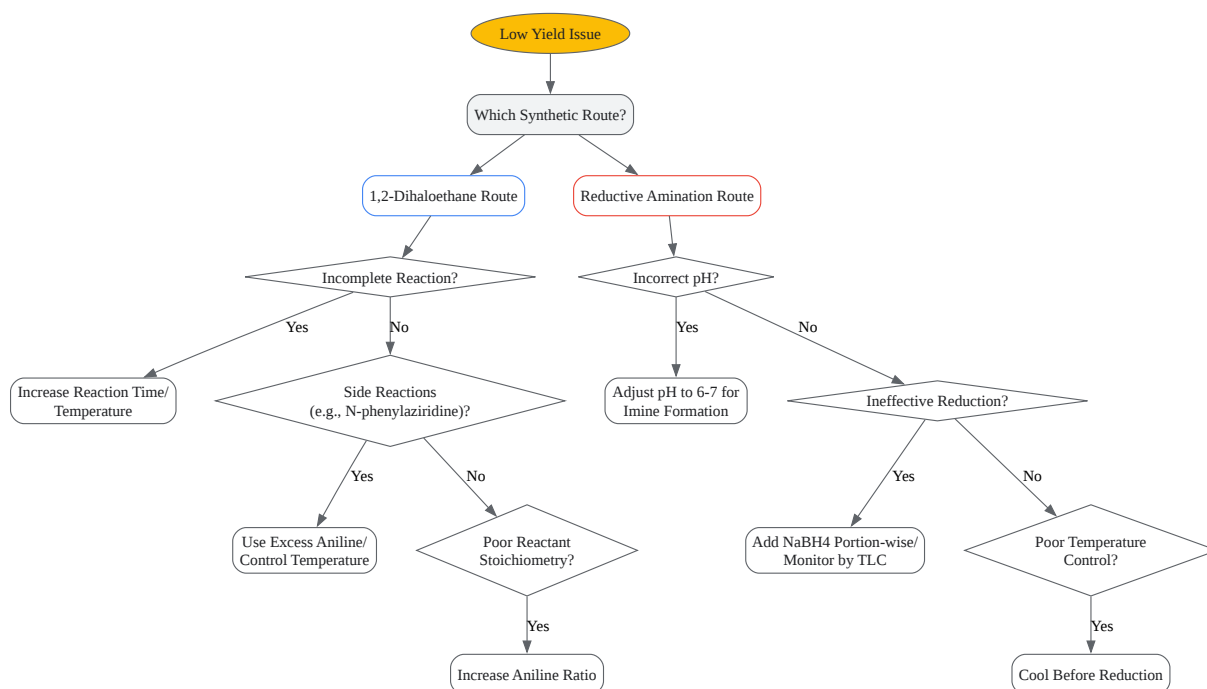 Low Yield Issue
Which Synthetic Route?
1,2-Dihaloethane Route
Reductive Amination Route
Incomplete Reaction?
Incorrect pH?
Yes
No
Yes
No
Increase Reaction Time/
Temperature
Side Reactions
(e.g., N-phenylaziridine)?
Adjust pH to 6-7 for
Imine Formation
Ineffective Reduction?
Yes
No
Yes
No
Use Excess Aniline/
Control Temperature
Poor Reactant
Stoichiometry?
Add NaBH4 Portion-wise/
Monitor by TLC
Poor Temperature
Control?
Yes
Yes
Increase Aniline Ratio
Cool Before Reduction